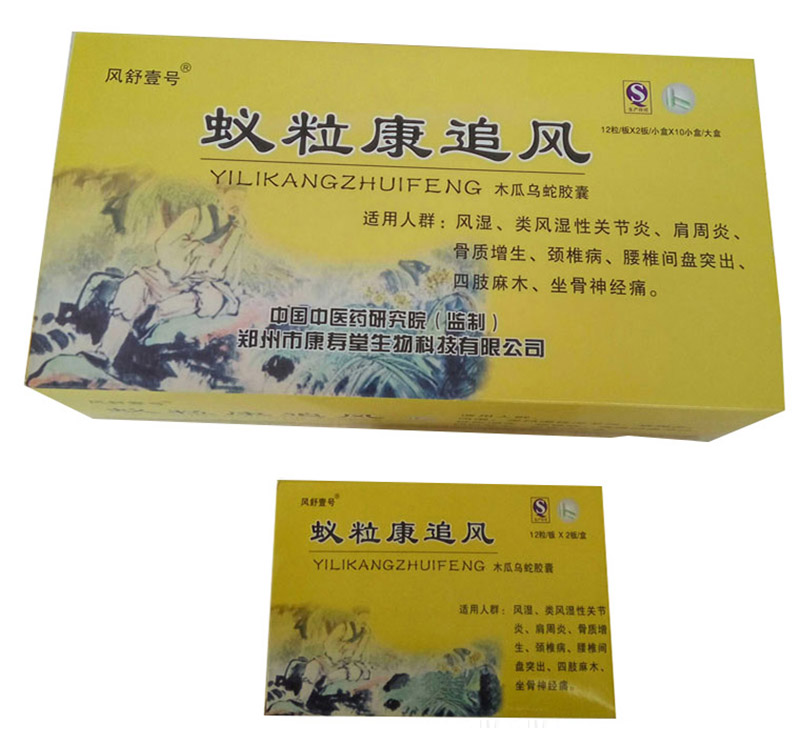 风舒壹号®
蚁粒康追风
YILIKANGZHUIFENG 木瓜乌蛇胶囊
12粒/板X2板/小盒X10小盒/大盒
适用人群：风湿、类风湿性关节炎、肩周炎、
骨质增生、颈椎病、腰椎间盘突出、
四肢麻木、坐骨神经痛。
中国中医药研究院（监制）
郑州市康寿堂生物科技有限公司
风舒壹号
风舒壹号®
蚁粒康追风
YILIKANGZHUIFENG 木瓜乌蛇胶囊
12粒/板 X 2板/盒
适用人群：风湿、类风湿性关节
炎、肩周炎、骨质增
生、颈椎病、腰椎间
盘突出、四肢麻木、
坐骨神经痛。